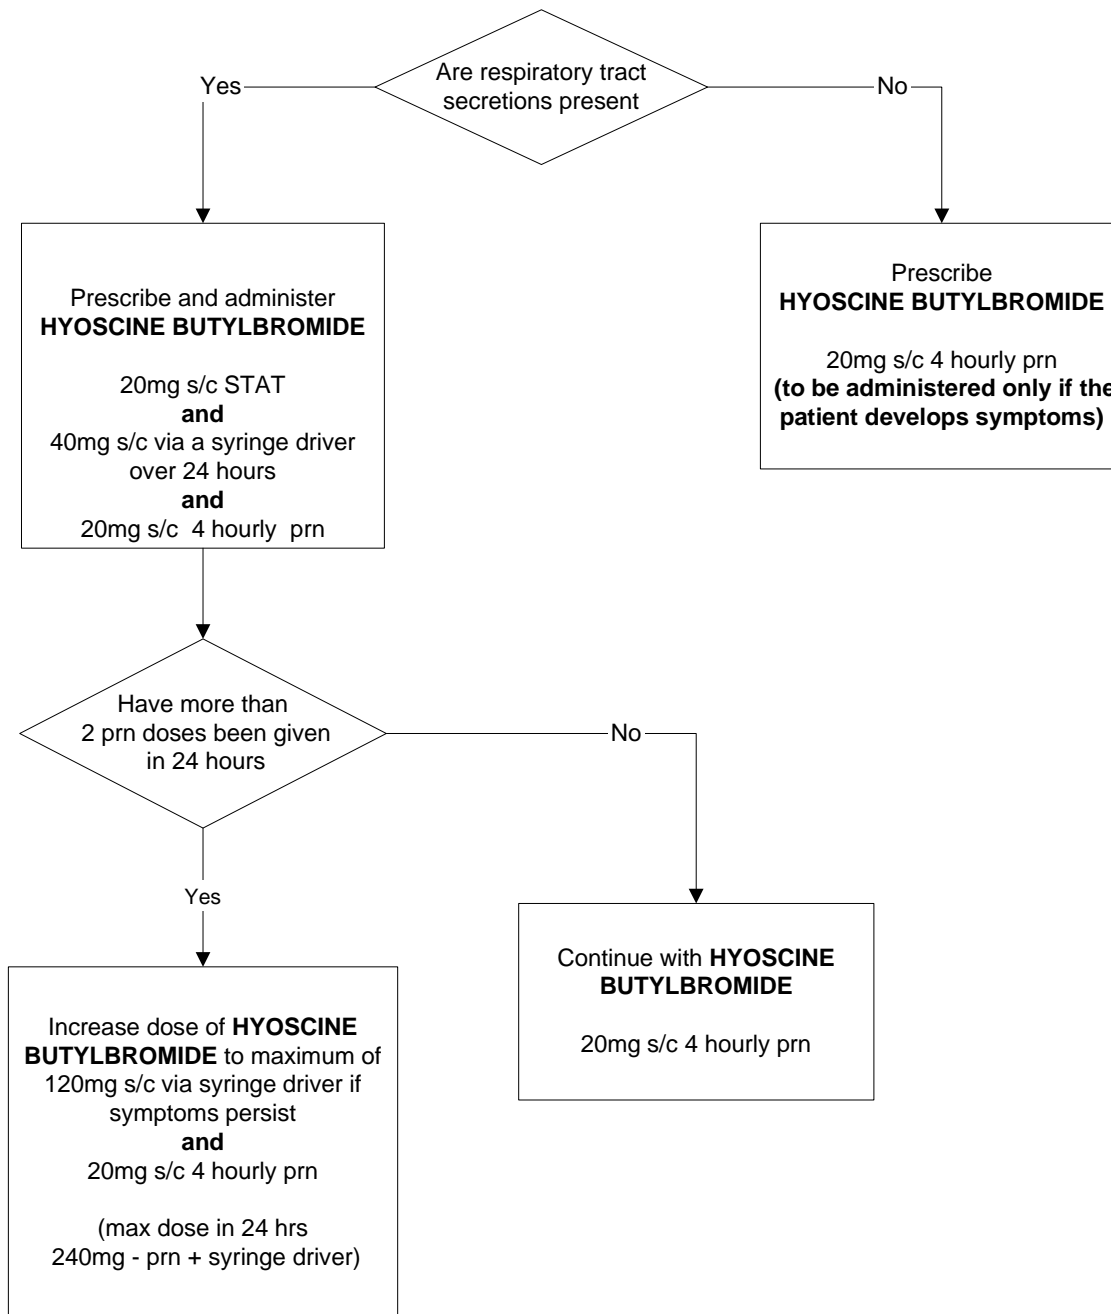 Are respiratory tract
secretions present
Yes
No
Prescribe and administer
HYOSCINE BUTYLBROMIDE
20mg s/c STAT
and
40mg s/c via a syringe driver
over 24 hours
and
20mg s/c 4 hourly prn
Prescribe
HYOSCINE BUTYLBROMIDE
20mg s/c 4 hourly prn
(to be administered only if the
patient develops symptoms)
Have more than
2 prn doses been given
in 24 hours
No
Yes
Continue with HYOSCINE
BUTYLBROMIDE
20mg s/c 4 hourly prn
Increase dose of HYOSCINE
BUTYLBROMIDE to maximum of
120mg s/c via syringe driver if
symptoms persist
and
20mg s/c 4 hourly prn
(max dose in 24 hrs
240mg - prn + syringe driver)